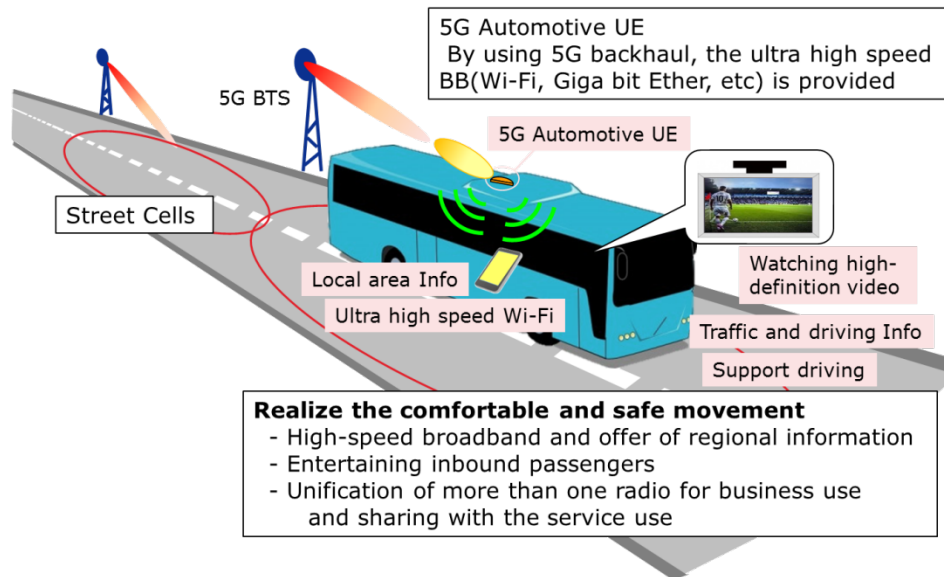 5G Automotive UE
By using 5G backhaul, the ultra high speed
BB(Wi-Fi, Giga bit Ether, etc) is provided
5G BTS
5G Automotive UE
Street Cells
Local area Info
Ultra high speed Wi-Fi
Watching high-
definition video
Traffic and driving Info
Support driving
Realize the comfortable and safe movement
- High-speed broadband and offer of regional information
- Entertaining inbound passengers
- Unification of more than one radio for business use
and sharing with the service use